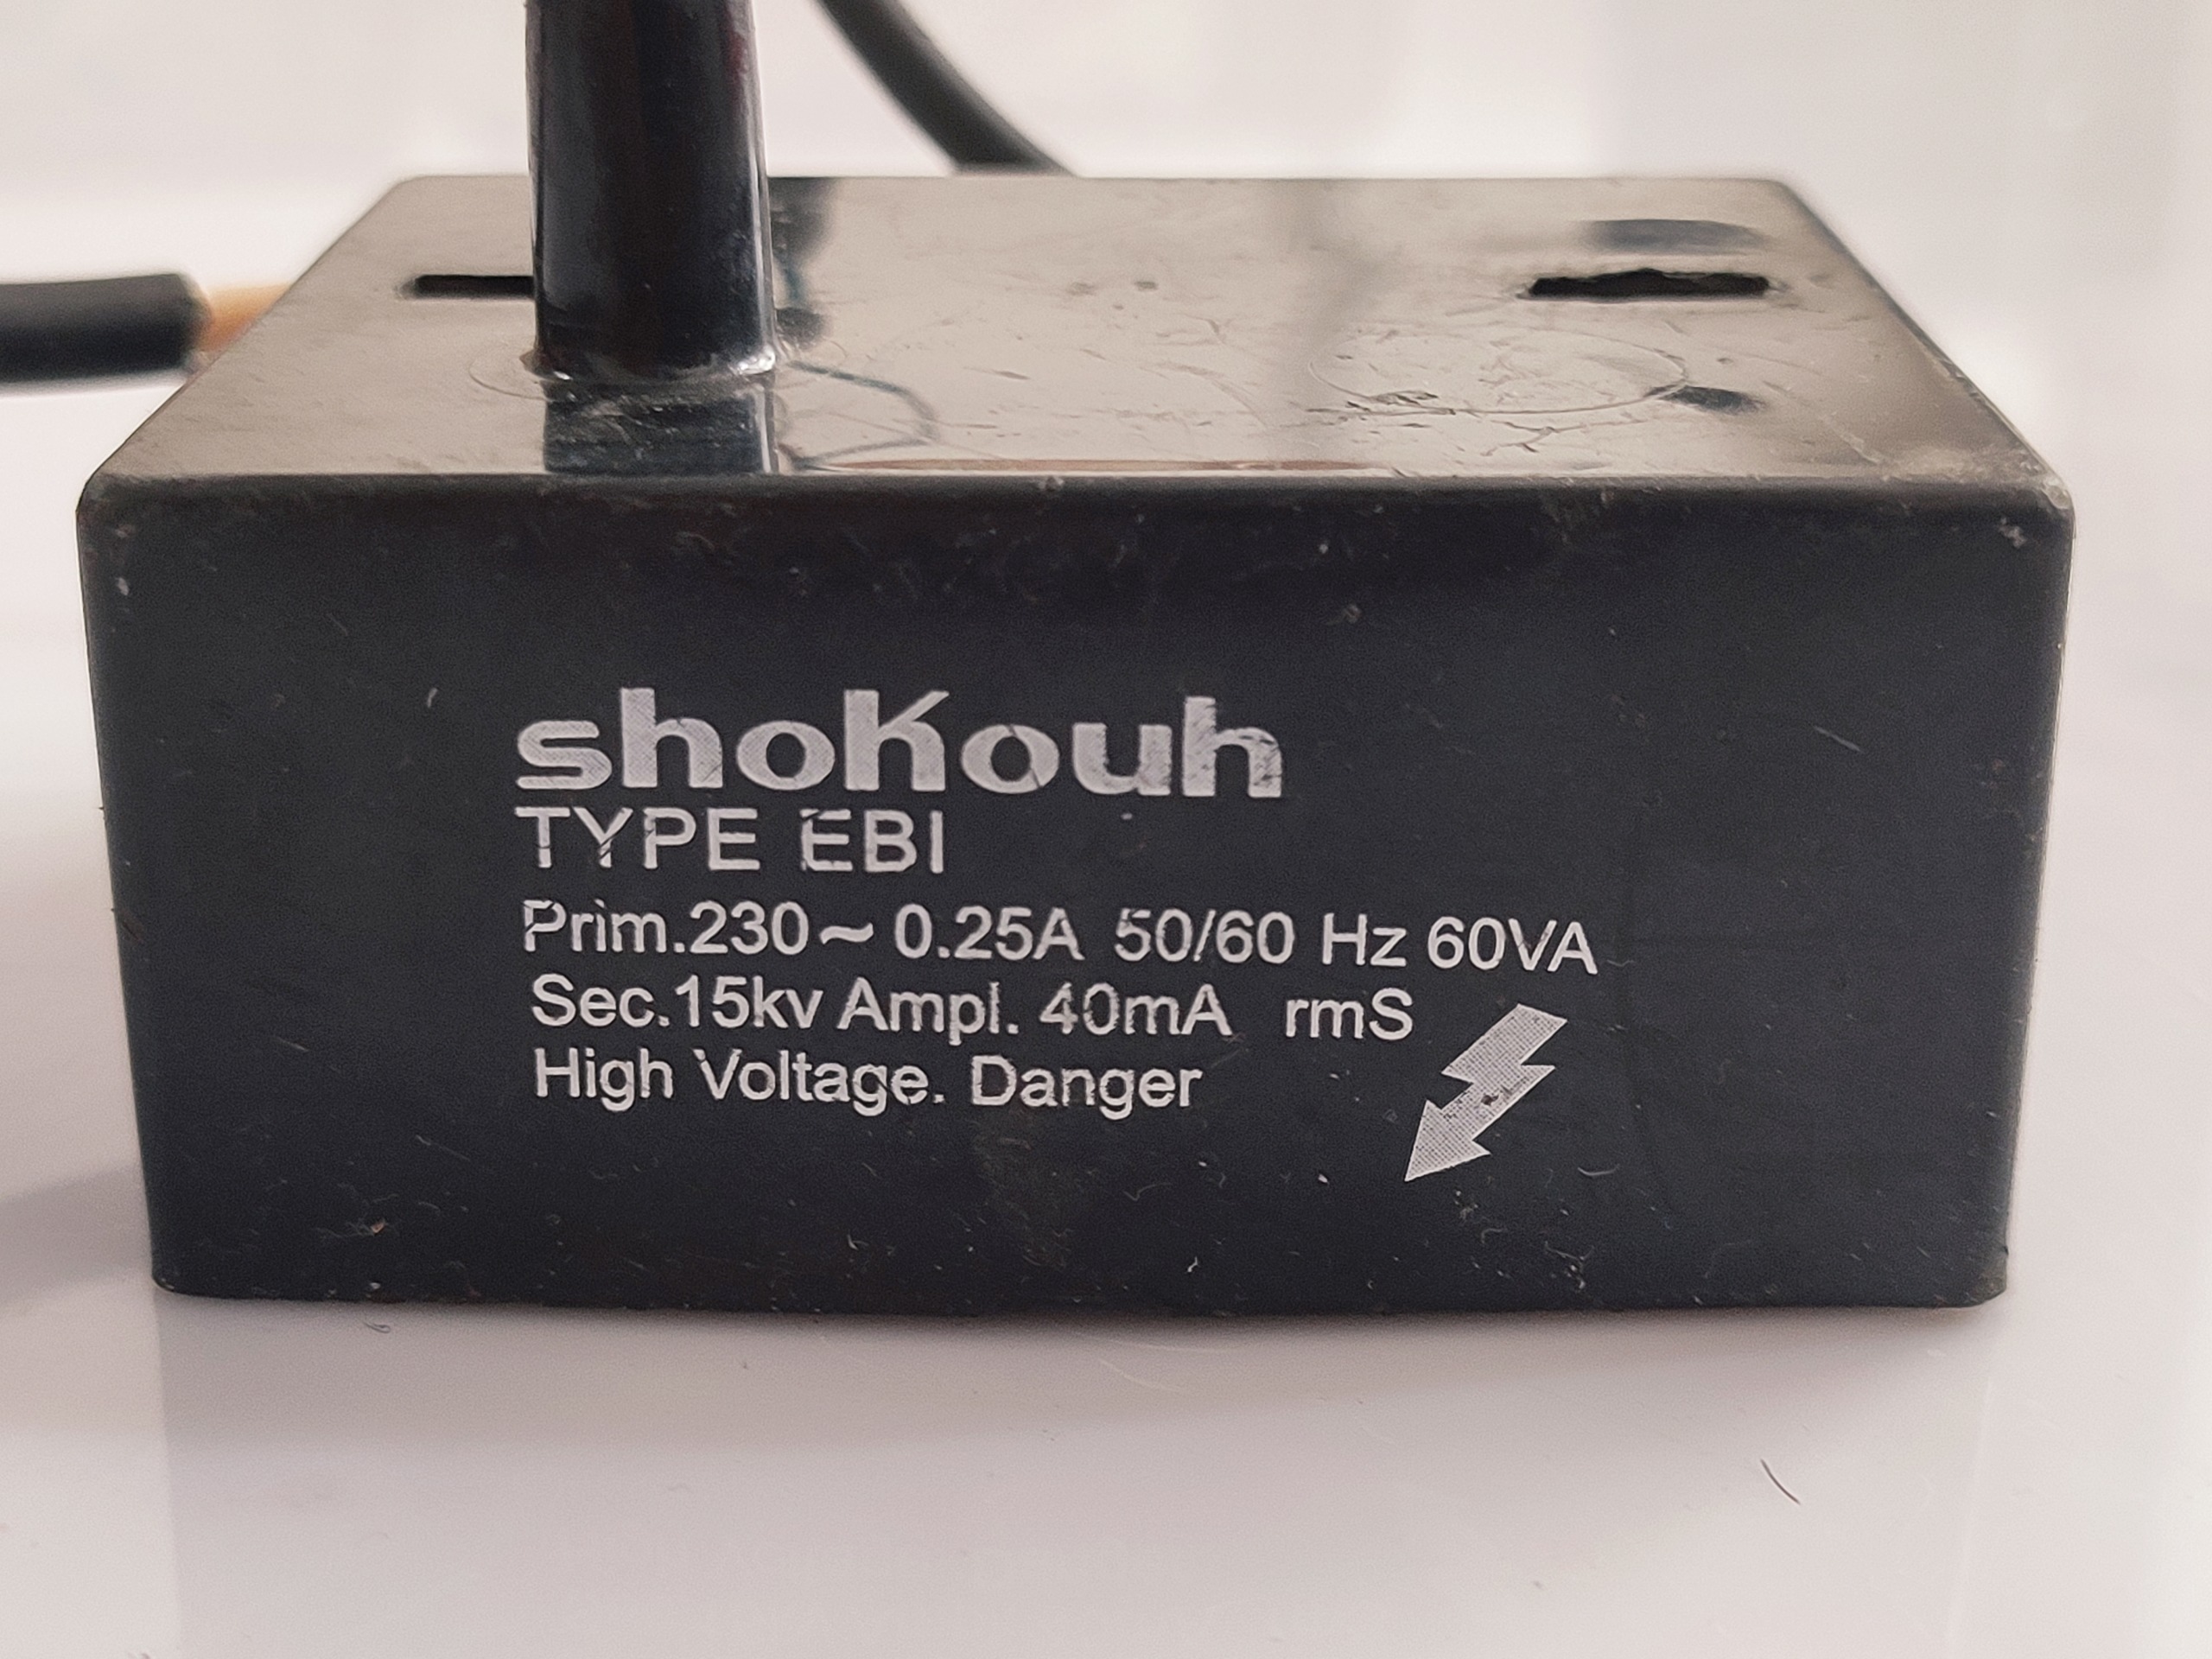 shoKouh
TYPE EBI
Prim.230~ 0.25A 50/60 Hz 60VA
Sec.15kv Ampl. 40mA rmS
High Voltage. Danger